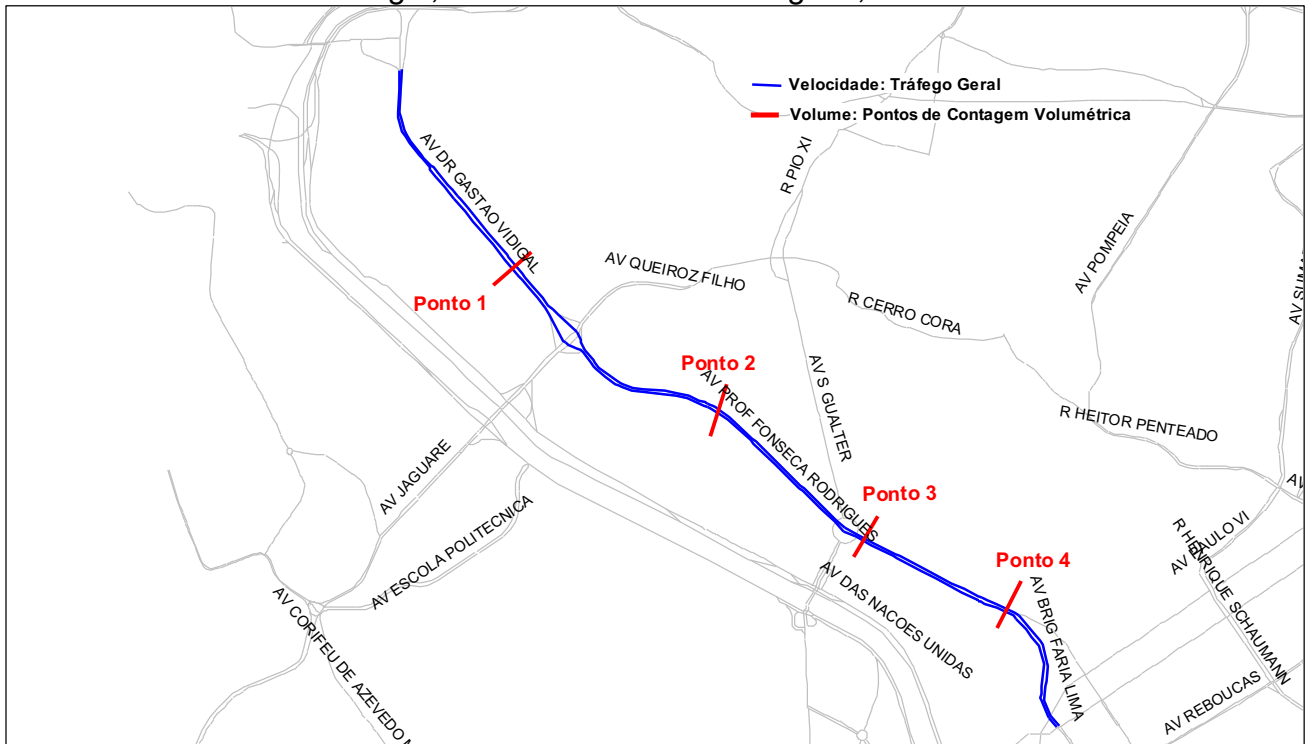 Velocidade: Tráfego Geral
Volume: Pontos de Contagem Volumétrica
R PIO XI
AV DR GASTAO VIDIGAL
AV POMPEIA
AV QUEIROZ FILHO
Ponto 1
R CERRO CORA
Ponto 2
AV S GUALTER
AV PROF FONSECA RODRIGUES
R HEITOR PENTEADO
AV JAGUARE
Ponto 3
AV ESCOLA POLITECNICA
AV PAULO VI
R HENRIQUE SCHAUMANN
Ponto 4
AV DAS NACOES UNIDAS
AV BRIG FARIA LIMA
AV CORIFEU DE AZEVEDO
AV REBOUCAS